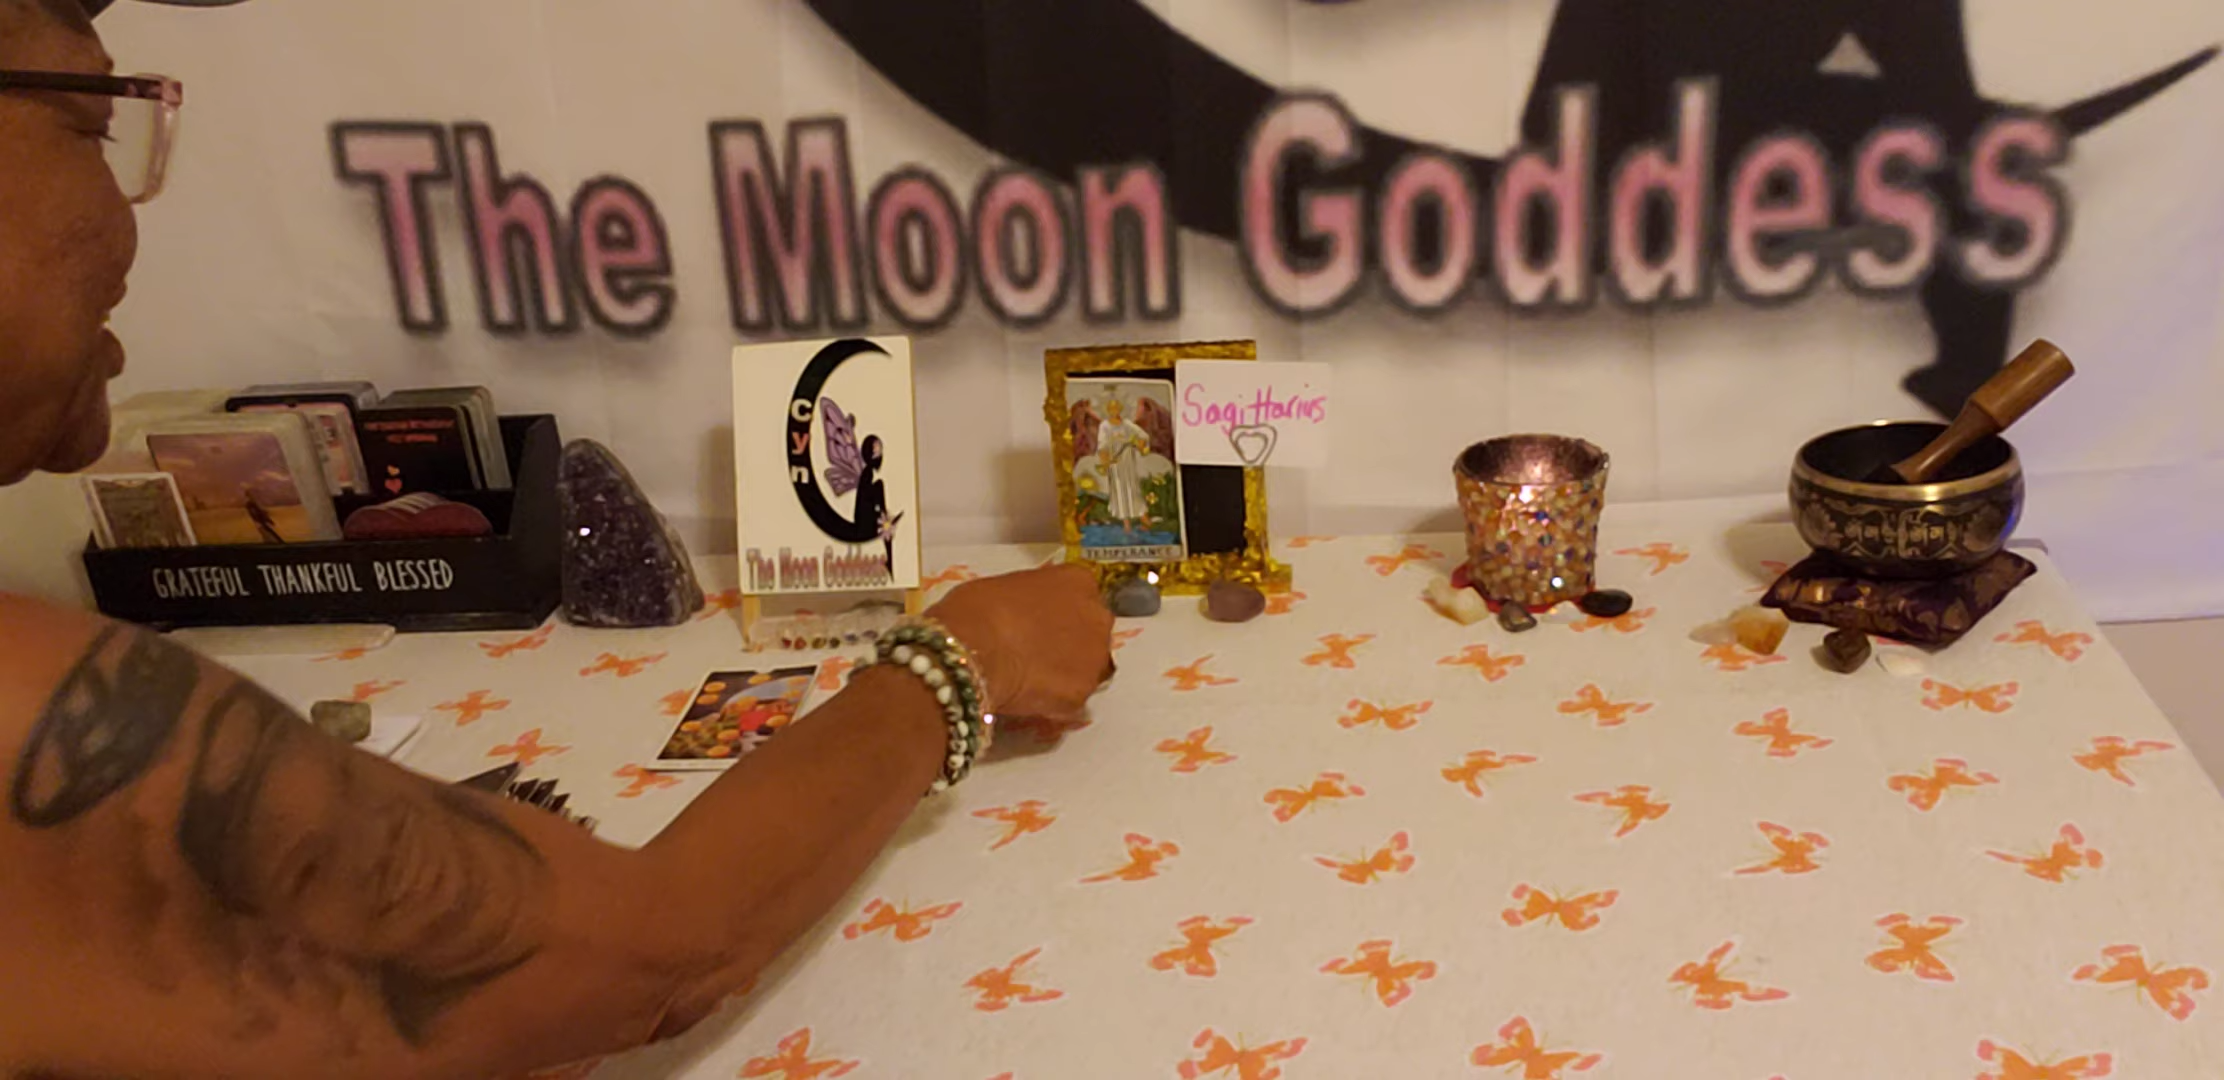 The Moon Goddess
Cyn
The Moon Goddess
Sagittarius
TEMPERANCE
GRATEFUL THANKFUL BLESSED